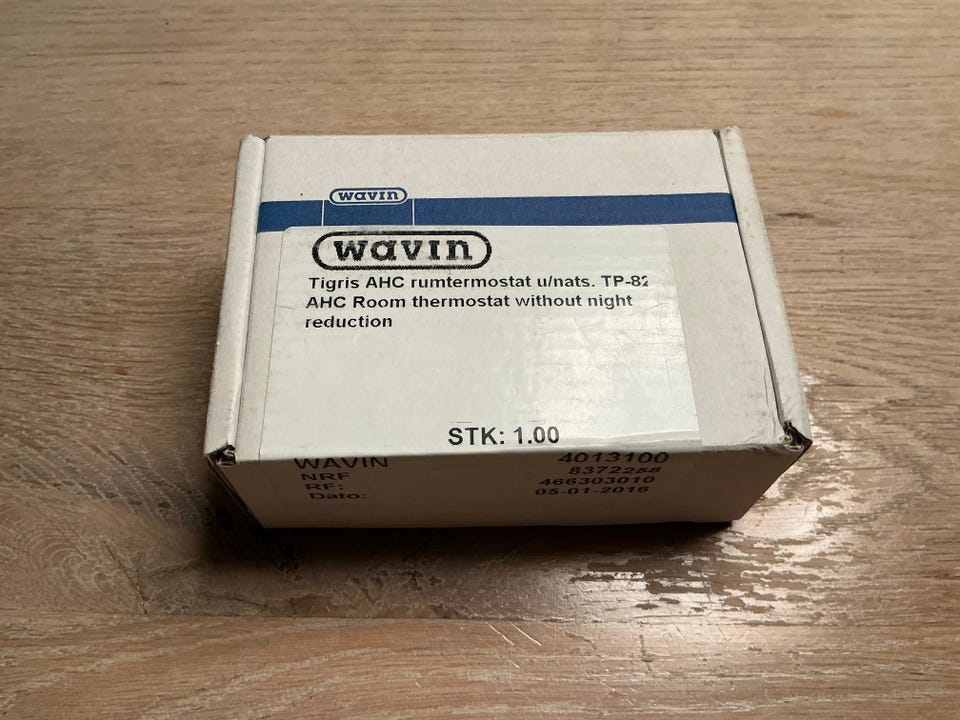 wavin
wavin
Tigris AHC rumtermostat u/nats. TP-82
AHC Room thermostat without night
reduction
STK: 1.00
WAVIN 4013100
NRF 8372258
RF: 466303010
Dato: 05-01-2016